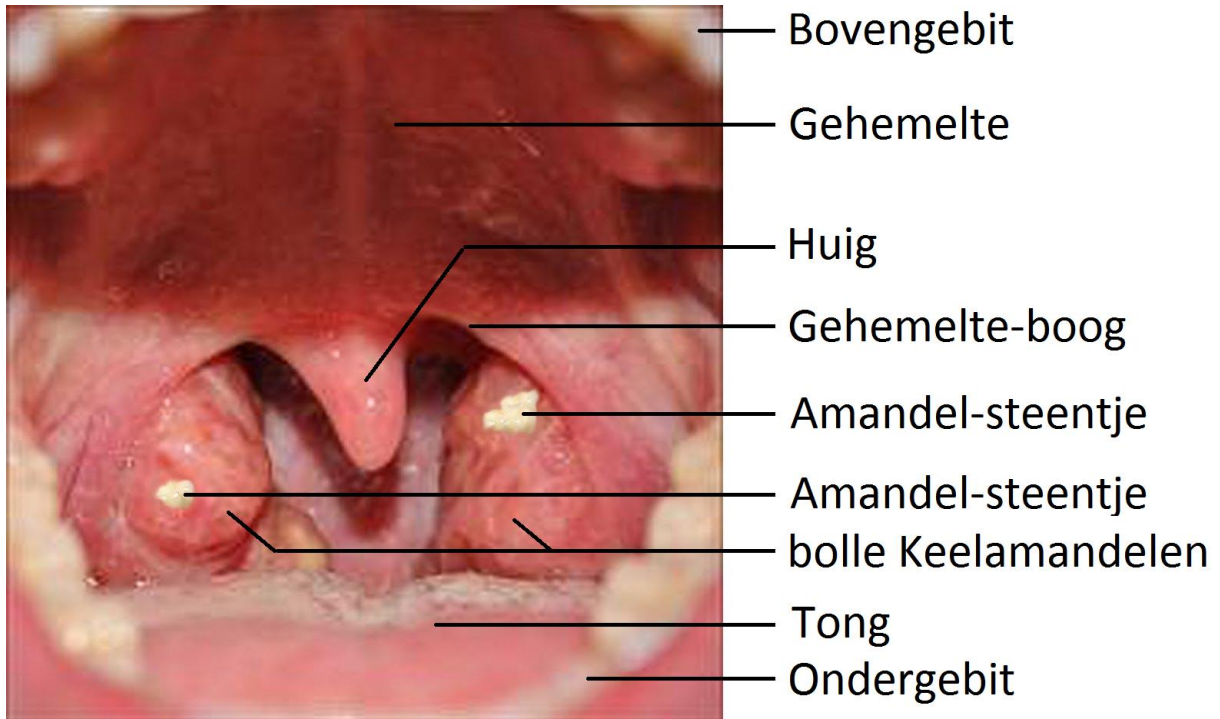 Bovengebit
Gehemelte
Huig
Gehemelte-boog
Amandel-steentje
Amandel-steentje
bolle Keelamandelen
Tong
Ondergebit